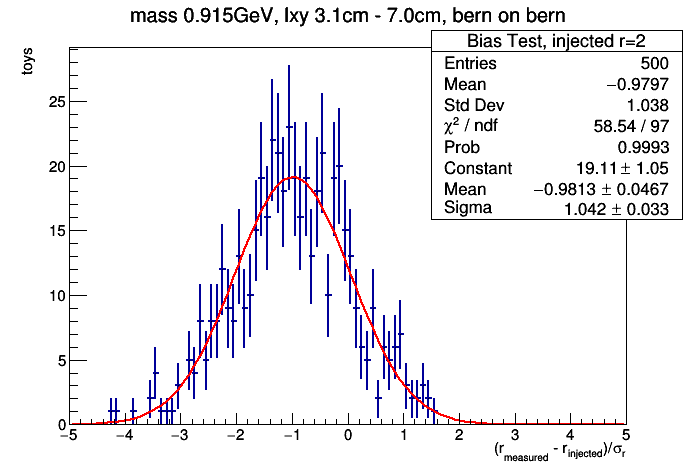 mass 0.915GeV, lxy 3.1cm - 7.0cm, bern on bern
toys
Bias Test, injected r=2
Entries 500
Mean −0.9797
Std Dev 1.038
χ² / ndf 58.54 / 97
Prob 0.9993
Constant 19.11 ± 1.05
Mean −0.9813 ± 0.0467
Sigma 1.042 ± 0.033
25
20
15
10
5
0
−5 −4 −3 −2 −1 0 1 2 3 4 5
(r_measured - r_injected)/σ_r